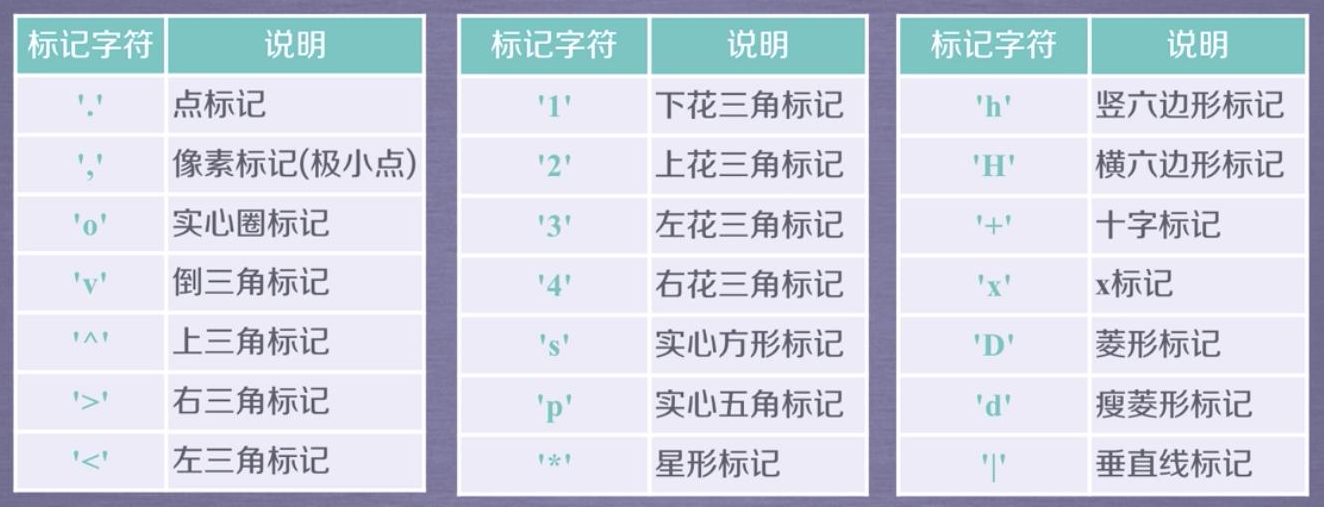 标记字符 说明
'.' 点标记
',' 像素标记(极小点)
'o' 实心圈标记
'v' 倒三角标记
'^' 上三角标记
'>' 右三角标记
'<' 左三角标记
标记字符 说明
'1' 下花三角标记
'2' 上花三角标记
'3' 左花三角标记
'4' 右花三角标记
's' 实心方形标记
'p' 实心五角标记
'*' 星形标记
标记字符 说明
'h' 竖六边形标记
'H' 横六边形标记
'+' 十字标记
'x' x标记
'D' 菱形标记
'd' 瘦菱形标记
'|' 垂直线标记